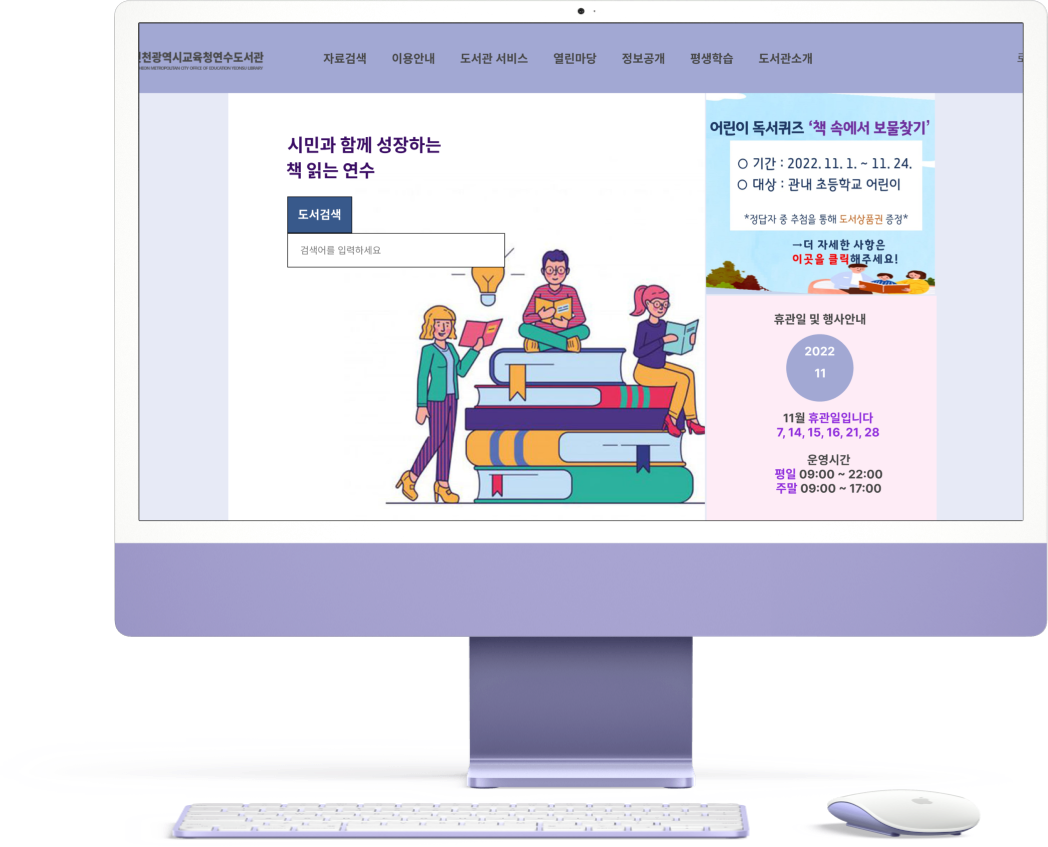 천광역시교육청연수도서관
자료검색 이용안내 도서관 서비스 열린마당 정보공개 평생학습 도서관소개
시민과 함께 성장하는
책 읽는 연수
도서검색
검색어를 입력하세요
어린이 독서퀴즈 ‘책 속에서 보물찾기’
○ 기간 : 2022. 11. 1. ~ 11. 24.
○ 대상 : 관내 초등학교 어린이
*정답자 중 추첨을 통해 도서상품권 증정*
→더 자세한 사항은
이곳을 클릭해주세요!
휴관일 및 행사안내
2022
11
11월 휴관일입니다
7, 14, 15, 16, 21, 28
운영시간
평일 09:00 ~ 22:00
주말 09:00 ~ 17:00